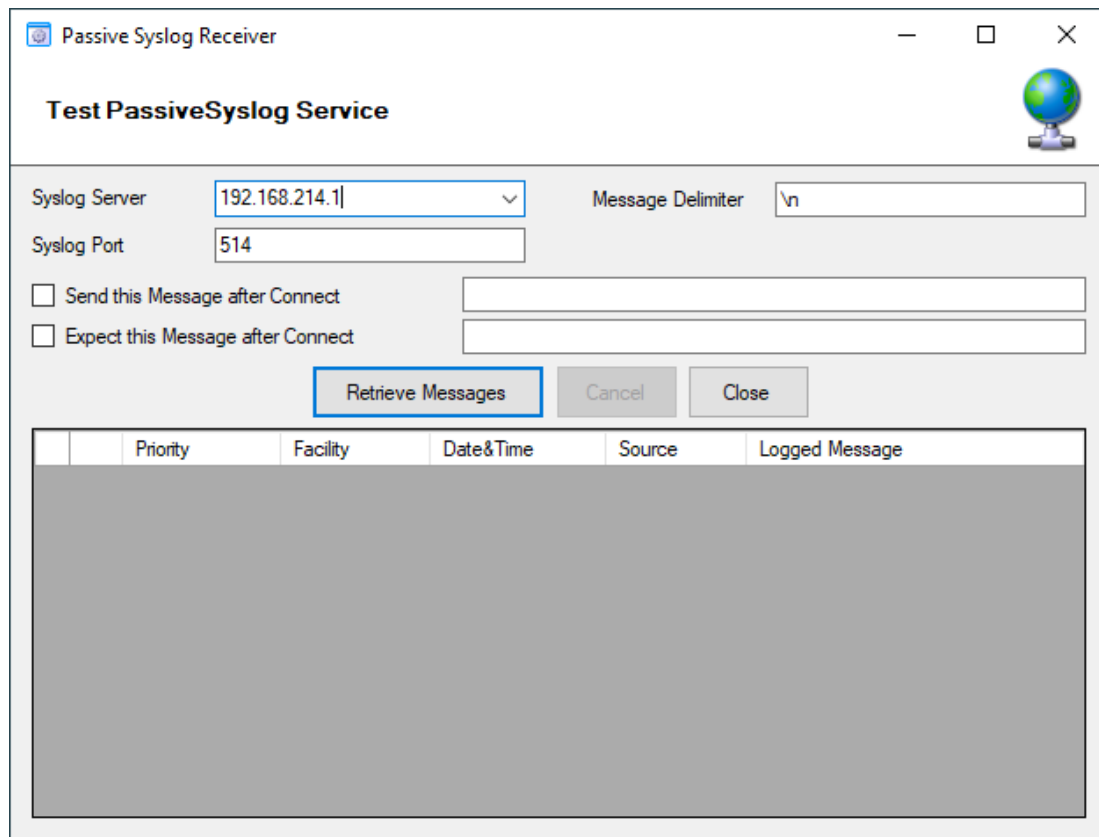 Passive Syslog Receiver
Test PassiveSyslog Service
Syslog Server 192.168.214.1 Message Delimiter \n
Syslog Port 514
Send this Message after Connect
Expect this Message after Connect
Retrieve Messages Cancel Close
Priority Facility Date&Time Source Logged Message